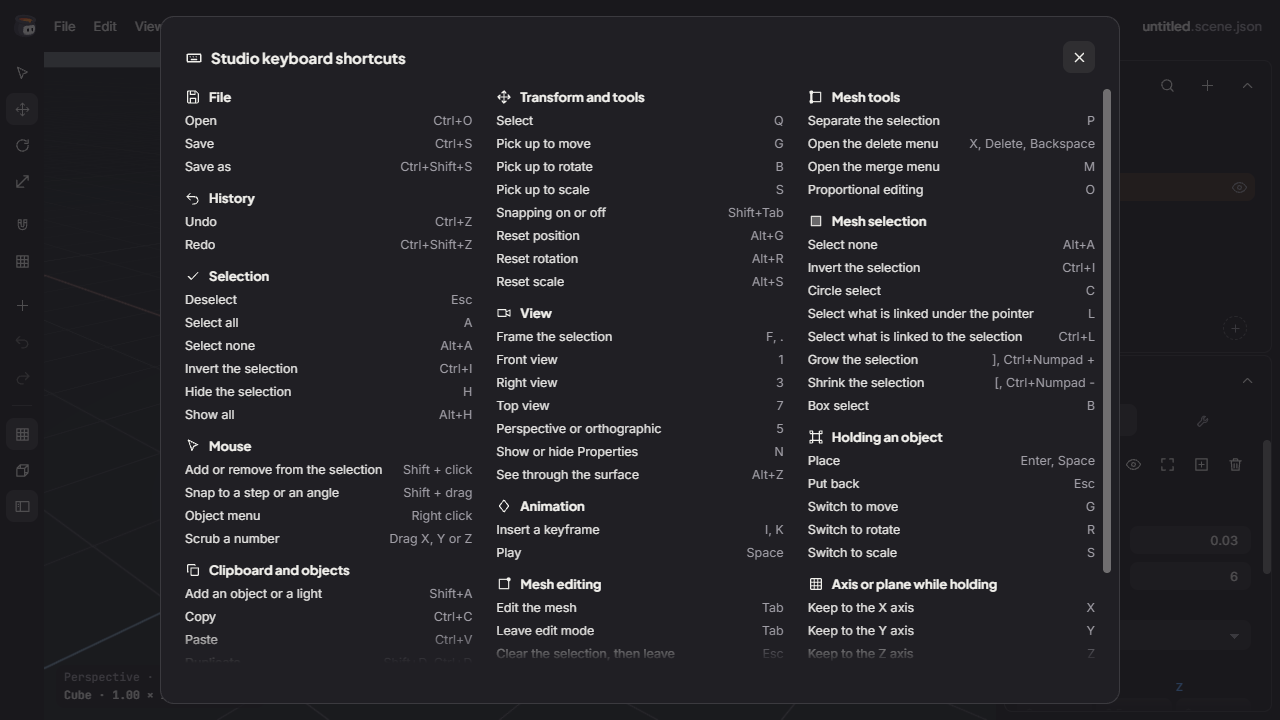 File Edit View
untitled.scene.json
Studio keyboard shortcuts
File
Open Ctrl+O
Save Ctrl+S
Save as Ctrl+Shift+S
History
Undo Ctrl+Z
Redo Ctrl+Shift+Z
Selection
Deselect Esc
Select all A
Select none Alt+A
Invert the selection Ctrl+I
Hide the selection H
Show all Alt+H
Mouse
Add or remove from the selection Shift + click
Snap to a step or an angle Shift + drag
Object menu Right click
Scrub a number Drag X, Y or Z
Clipboard and objects
Add an object or a light Shift+A
Copy Ctrl+C
Paste Ctrl+V
Transform and tools
Select Q
Pick up to move G
Pick up to rotate B
Pick up to scale S
Snapping on or off Shift+Tab
Reset position Alt+G
Reset rotation Alt+R
Reset scale Alt+S
View
Frame the selection F, .
Front view 1
Right view 3
Top view 7
Perspective or orthographic 5
Show or hide Properties N
See through the surface Alt+Z
Animation
Insert a keyframe I, K
Play Space
Mesh editing
Edit the mesh Tab
Leave edit mode Tab
Clear the selection, then leave Esc
Mesh tools
Separate the selection P
Open the delete menu X, Delete, Backspace
Open the merge menu M
Proportional editing O
Mesh selection
Select none Alt+A
Invert the selection Ctrl+I
Circle select C
Select what is linked under the pointer L
Select what is linked to the selection Ctrl+L
Grow the selection ], Ctrl+Numpad +
Shrink the selection [, Ctrl+Numpad -
Box select B
Holding an object
Place Enter, Space
Put back Esc
Switch to move G
Switch to rotate R
Switch to scale S
Axis or plane while holding
Keep to the X axis X
Keep to the Y axis Y
Keep to the Z axis Z
0.03
6
Z
Perspective ·
Cube · 1.00 ×